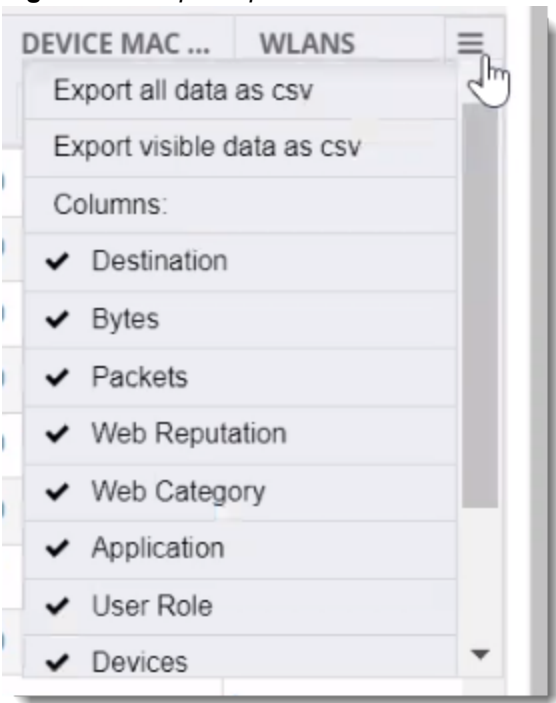 DEVICE MAC ... WLANS
Export all data as csv
Export visible data as csv
Columns:
Destination
Bytes
Packets
Web Reputation
Web Category
Application
User Role
Devices